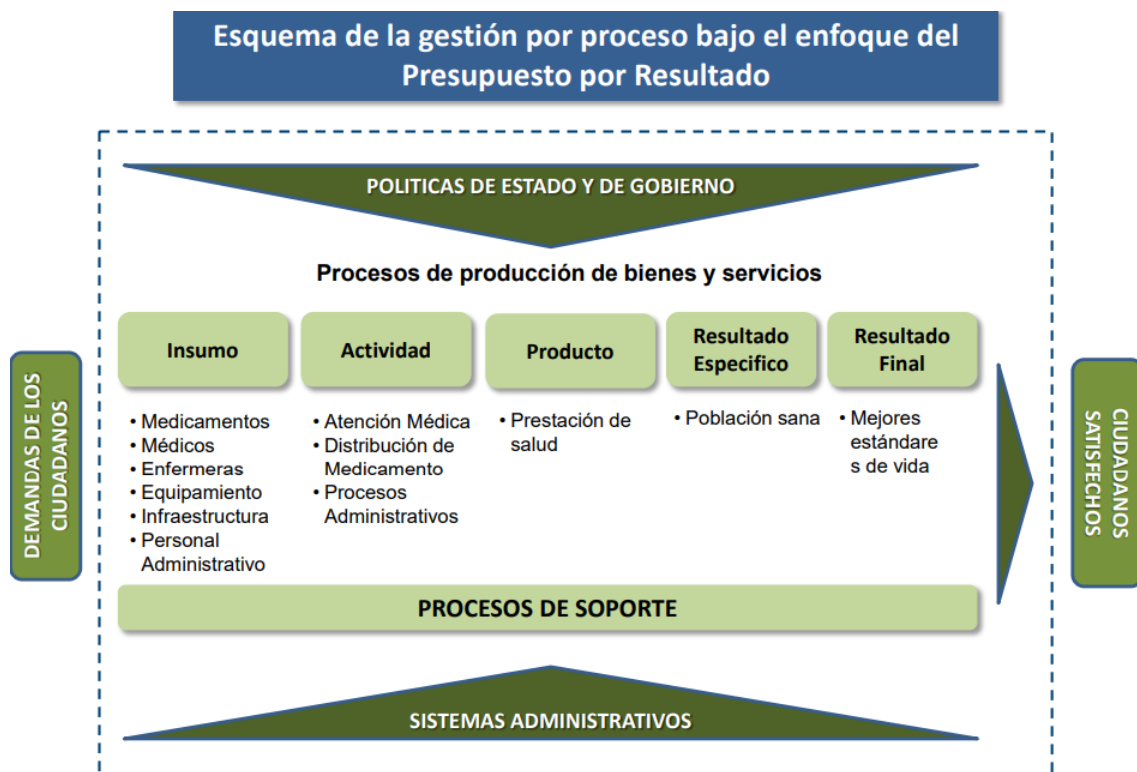 Esquema de la gestión por proceso bajo el enfoque del
Presupuesto por Resultado
POLITICAS DE ESTADO Y DE GOBIERNO
Procesos de producción de bienes y servicios
DEMANDAS DE LOS
CIUDADANOS
Insumo
• Medicamentos
• Médicos
• Enfermeras
• Equipamiento
• Infraestructura
• Personal
Administrativo
Actividad
• Atención Médica
• Distribución de
Medicamento
• Procesos
Administrativos
Producto
• Prestación de
salud
Resultado
Especifico
• Población sana
Resultado
Final
• Mejores
estándare
s de vida
CIUDADANOS
SATISFECHOS
PROCESOS DE SOPORTE
SISTEMAS ADMINISTRATIVOS